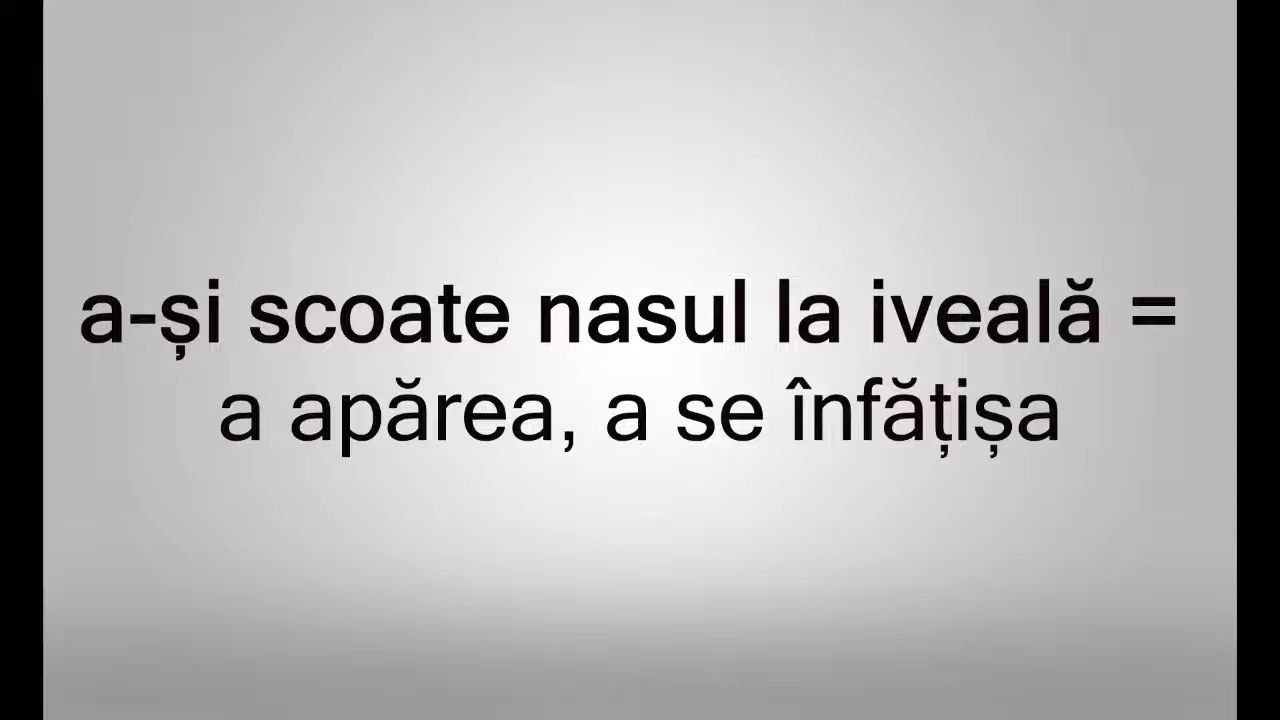 a-și scoate nasul la iveală =
a apărea, a se înfățișa